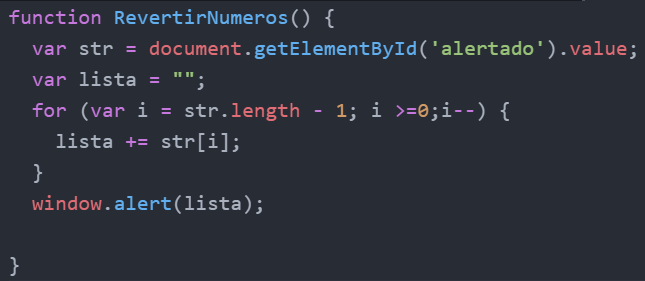 function RevertirNumeros() {
  var str = document.getElementById('alertado').value;
  var lista = "";
  for (var i = str.length - 1; i >=0;i--) {
    lista += str[i];
  }
  window.alert(lista);

}